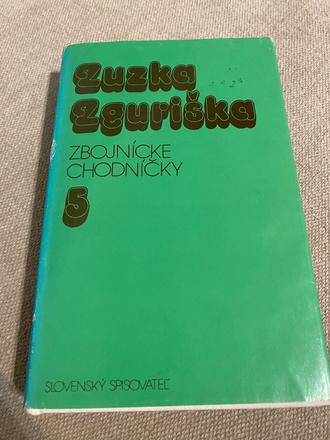 Zuzka
Zguriška
ZBOJNÍCKE
CHODNÍČKY
5
SLOVENSKÝ SPISOVATEĽ